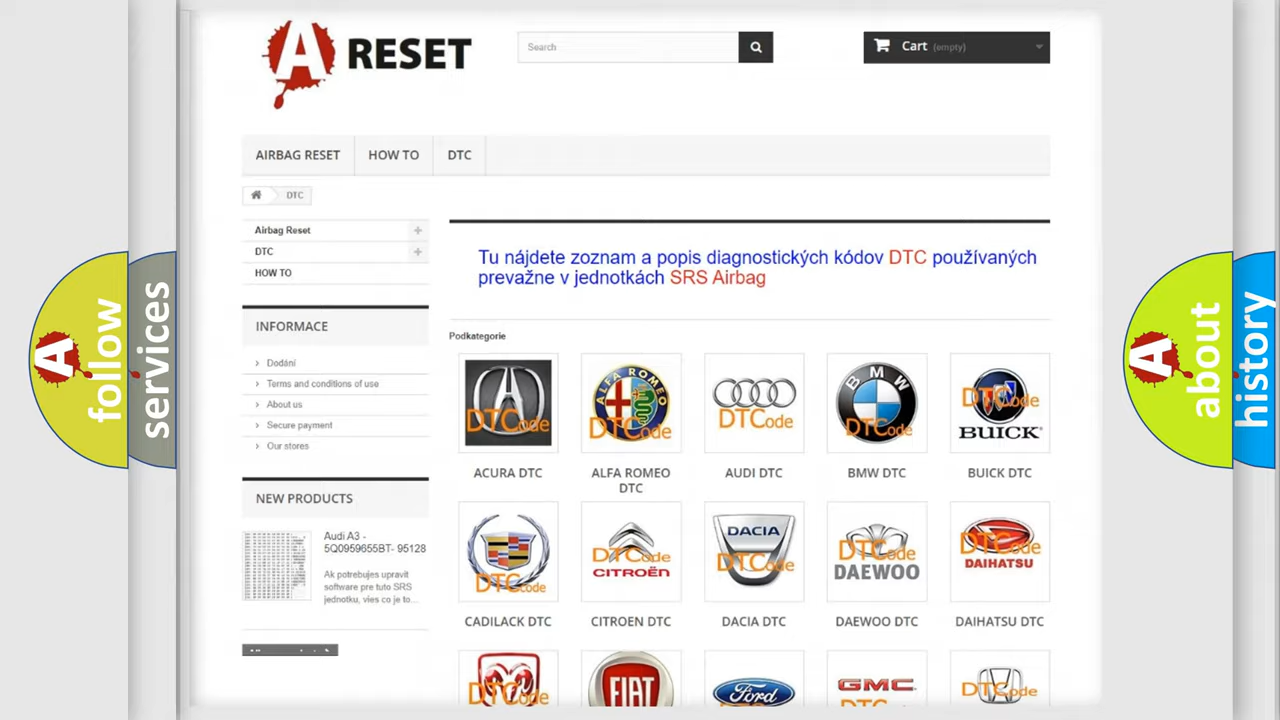 A RESET
Search
Cart (empty)
AIRBAG RESET
HOW TO
DTC
DTC
Airbag Reset
DTC
HOW TO
INFORMACE
Dodání
Terms and conditions of use
About us
Secure payment
Our stores
NEW PRODUCTS
Audi A3 -
5Q0959655BT- 95128
Ak potrebujes upravit
software pre tuto SRS
jednotku, vies co je to...
Tu nájdete zoznam a popis diagnostických kódov DTC používaných
prevažne v jednotkách SRS Airbag
Podkategorie
DTCode
ALFA ROMEO
DTCode
DTCode
BMW
DTCode
DTCode
BUICK
ACURA DTC
ALFA ROMEO
DTC
AUDI DTC
BMW DTC
BUICK DTC
DTCode
DTCode
CITROËN
DACIA
DTCode
DTCode
DAEWOO
DTCode
DAIHATSU
CADILACK DTC
CITROEN DTC
DACIA DTC
DAEWOO DTC
DAIHATSU DTC
DTCode
FIAT
Ford
GMC
DTCode
A follow
services
A about
history